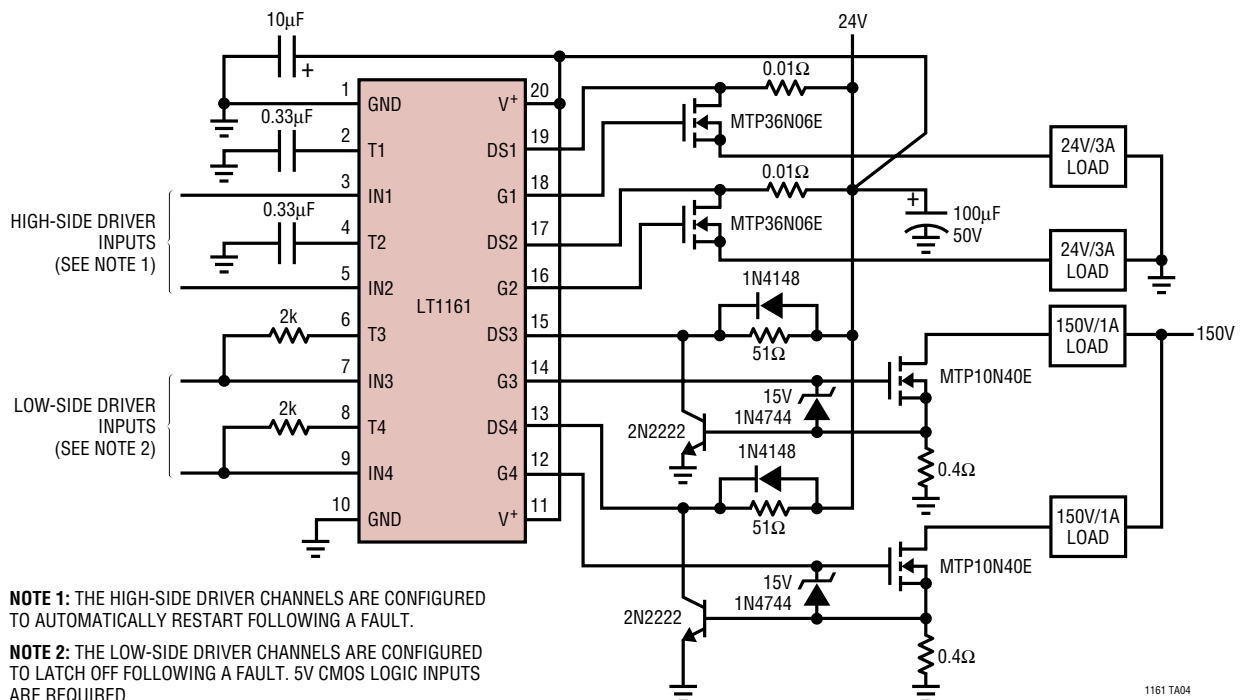 10µF
+
24V
0.01Ω
MTP36N06E
24V/3A
LOAD
0.01Ω
MTP36N06E
+
100µF
50V
24V/3A
LOAD
0.33µF
0.33µF
HIGH-SIDE DRIVER
INPUTS
(SEE NOTE 1)
2k
2k
LOW-SIDE DRIVER
INPUTS
(SEE NOTE 2)
1 GND
2 T1
3 IN1
4 T2
5 IN2
6 T3
7 IN3
8 T4
9 IN4
10 GND
LT1161
V+ 20
DS1 19
G1 18
DS2 17
G2 16
DS3 15
G3 14
DS4 13
G4 12
V+ 11
1N4148
51Ω
150V/1A
LOAD
150V
MTP10N40E
15V
1N4744
2N2222
0.4Ω
1N4148
51Ω
150V/1A
LOAD
MTP10N40E
15V
1N4744
2N2222
0.4Ω
NOTE 1: THE HIGH-SIDE DRIVER CHANNELS ARE CONFIGURED
TO AUTOMATICALLY RESTART FOLLOWING A FAULT.
NOTE 2: THE LOW-SIDE DRIVER CHANNELS ARE CONFIGURED
TO LATCH OFF FOLLOWING A FAULT. 5V CMOS LOGIC INPUTS
ARE REQUIRED
1161 TA04